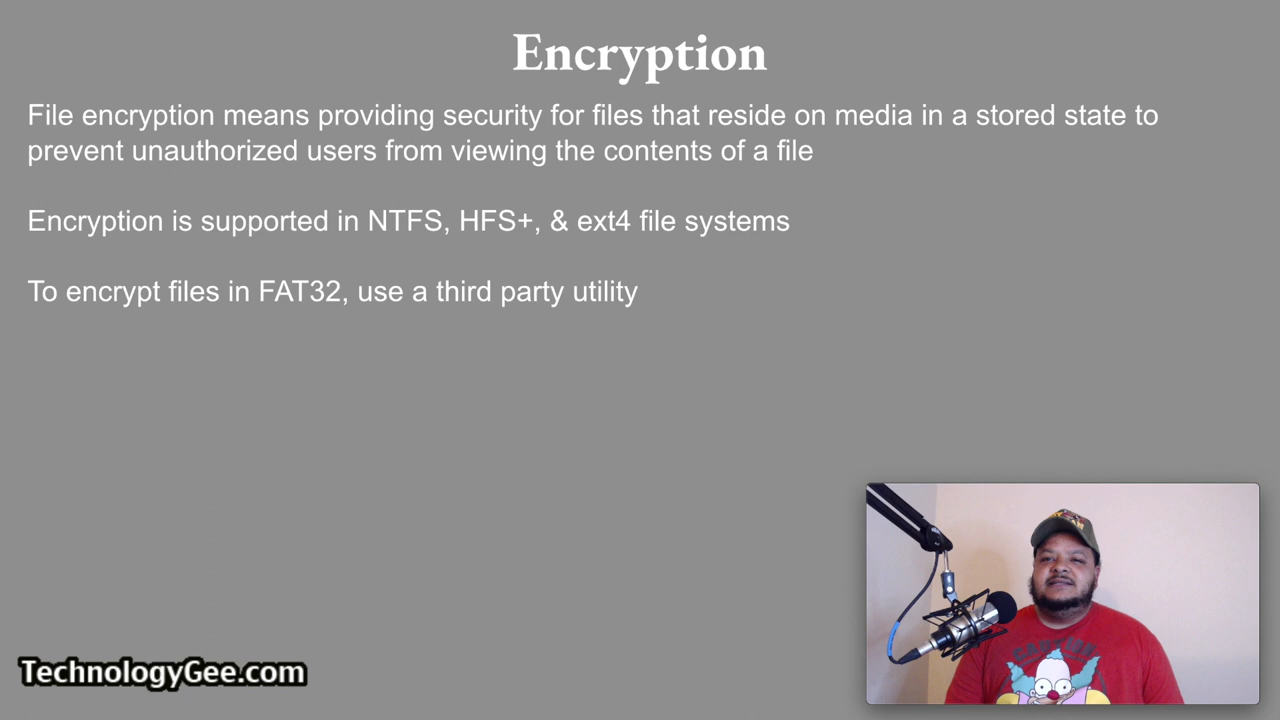 Encryption
File encryption means providing security for files that reside on media in a stored state to
prevent unauthorized users from viewing the contents of a file
Encryption is supported in NTFS, HFS+, & ext4 file systems
To encrypt files in FAT32, use a third party utility
TechnologyGee.com